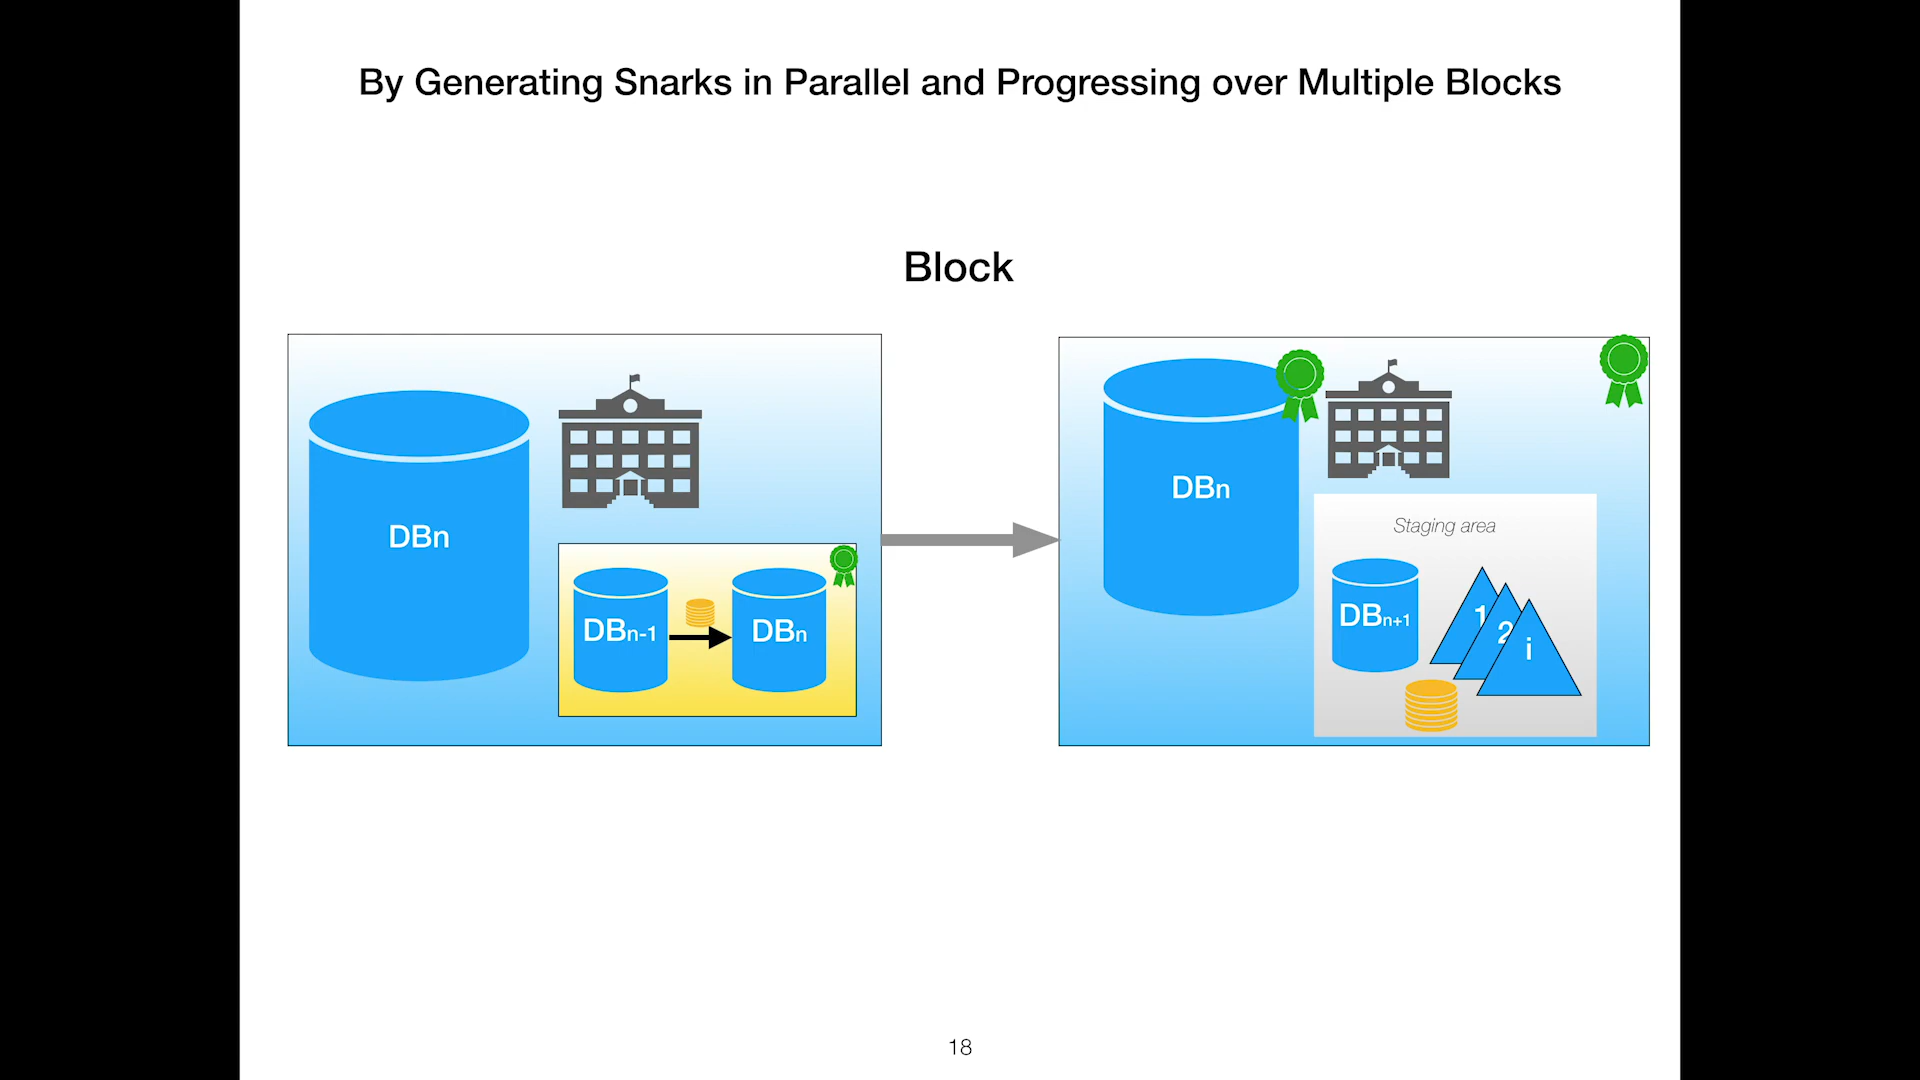 By Generating Snarks in Parallel and Progressing over Multiple Blocks
Block
DBn
DBn-1
DBn
DBn
Staging area
DBn+1
1
2
i
18